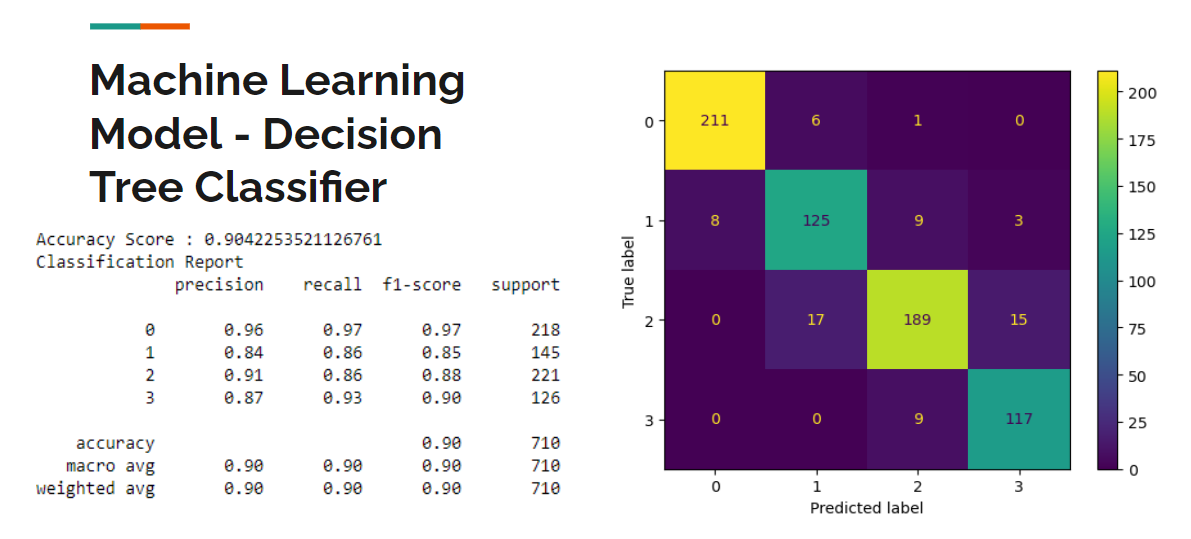 Machine Learning
Model - Decision
Tree Classifier
Accuracy Score : 0.9042253521126761
Classification Report
precision recall f1-score support
0 0.96 0.97 0.97 218
1 0.84 0.86 0.85 145
2 0.91 0.86 0.88 221
3 0.87 0.93 0.90 126
accuracy 0.90 710
macro avg 0.90 0.90 0.90 710
weighted avg 0.90 0.90 0.90 710
True label
0 211 6 1 0
1 8 125 9 3
2 0 17 189 15
3 0 0 9 117
0 1 2 3
Predicted label
200
175
150
125
100
75
50
25
0